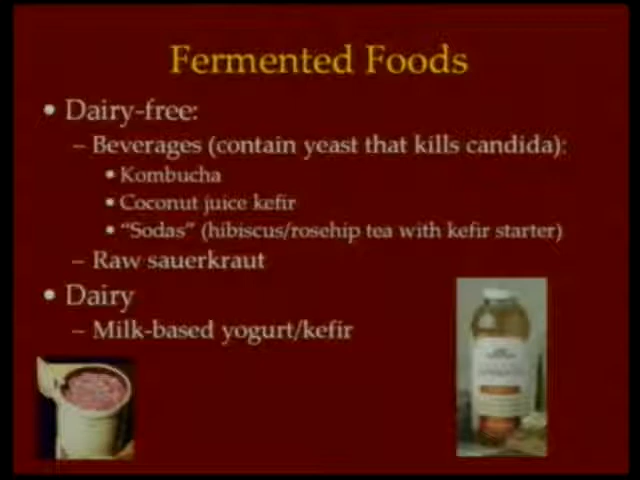 Fermented Foods
• Dairy-free:
– Beverages (contain yeast that kills candida):
• Kombucha
• Coconut juice kefir
• “Sodas” (hibiscus/rosehip tea with kefir starter)
– Raw sauerkraut
• Dairy
– Milk-based yogurt/kefir